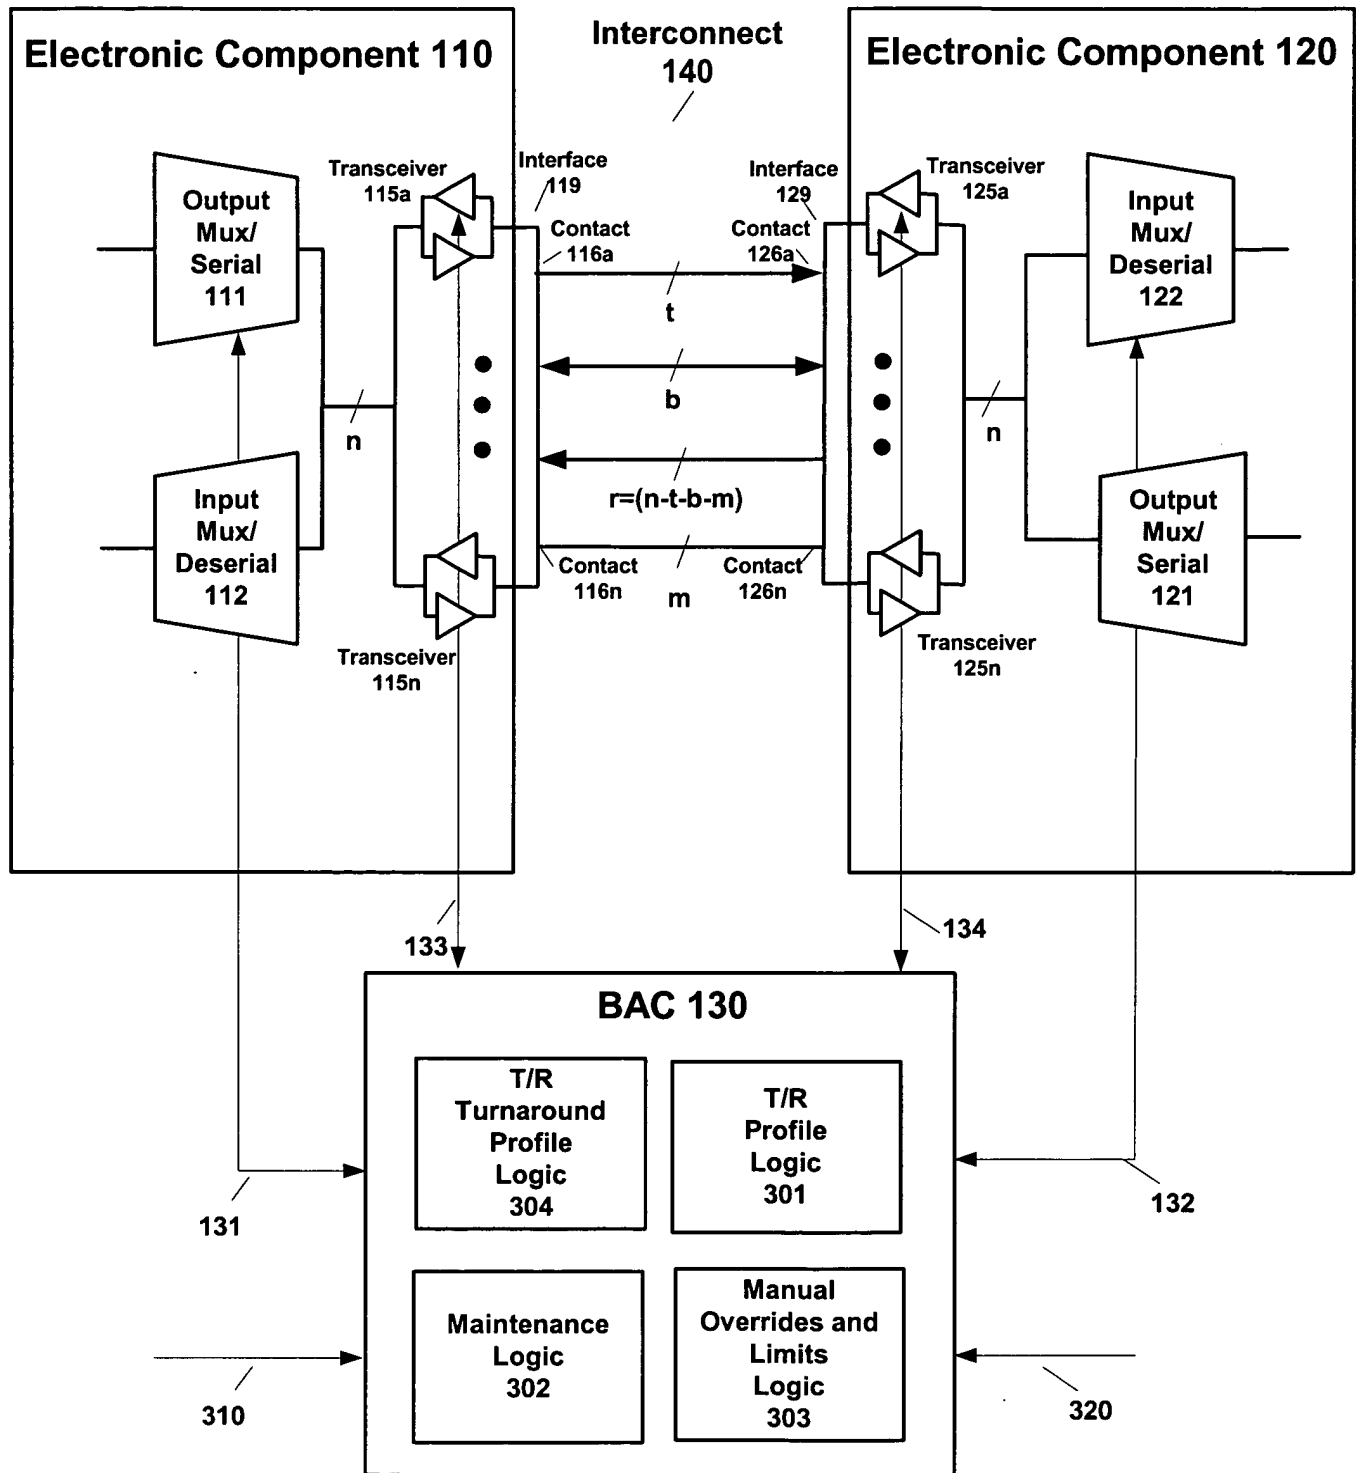 Electronic Component 110
Interconnect
140
Electronic Component 120
Output
Mux/
Serial
111
Transceiver
115a
Interface
119
Contact
116a
Interface
129
Contact
126a
Transceiver
125a
Input
Mux/
Deserial
122
t
b
n
n
r=(n-t-b-m)
Input
Mux/
Deserial
112
Contact
116n
m
Contact
126n
Output
Mux/
Serial
121
Transceiver
115n
Transceiver
125n
133
134
BAC 130
T/R
Turnaround
Profile
Logic
304
T/R
Profile
Logic
301
131
132
Maintenance
Logic
302
Manual
Overrides and
Limits
Logic
303
310
320